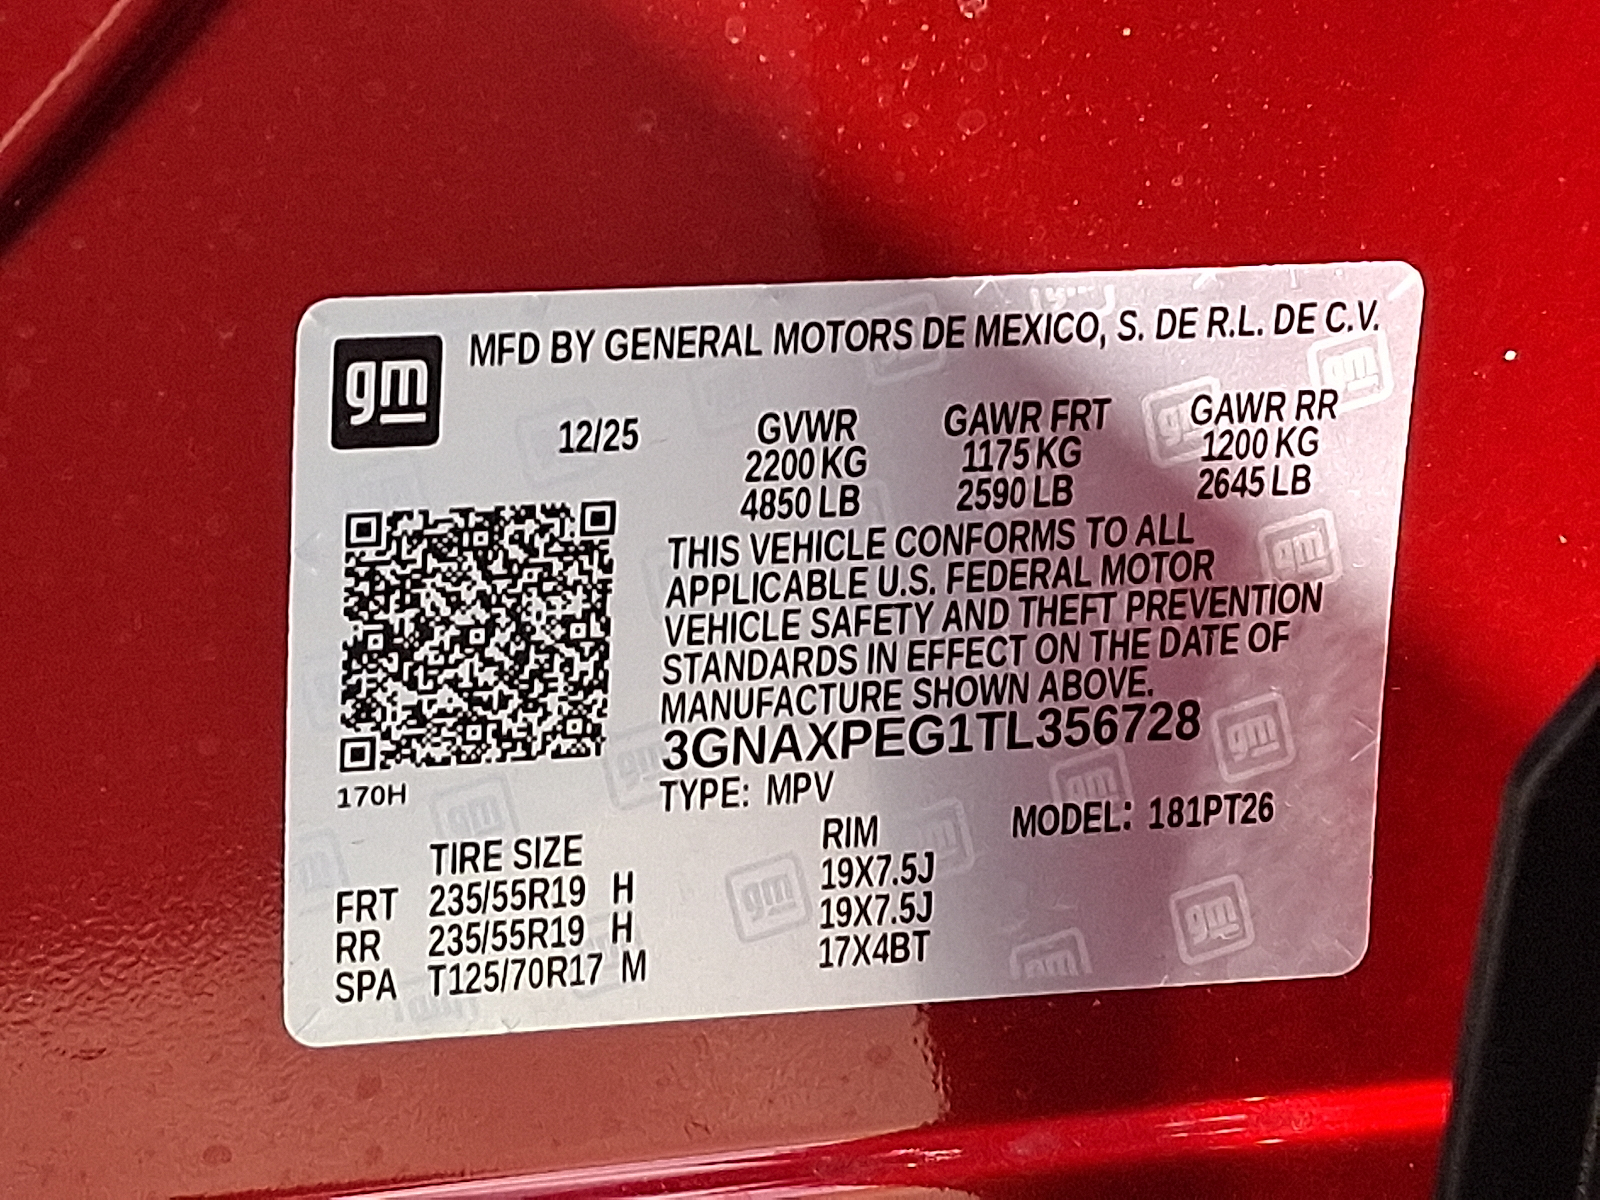 gm
MFD BY GENERAL MOTORS DE MEXICO, S. DE R.L. DE C.V.
12/25 GVWR GAWR FRT GAWR RR
2200 KG 1175 KG 1200 KG
4850 LB 2590 LB 2645 LB
THIS VEHICLE CONFORMS TO ALL
APPLICABLE U.S. FEDERAL MOTOR
VEHICLE SAFETY AND THEFT PREVENTION
STANDARDS IN EFFECT ON THE DATE OF
MANUFACTURE SHOWN ABOVE.
3GNAXPEG1TL356728
170H
TYPE: MPV MODEL: 181PT26
TIRE SIZE RIM
FRT 235/55R19 H 19X7.5J
RR 235/55R19 H 19X7.5J
SPA T125/70R17 M 17X4BT